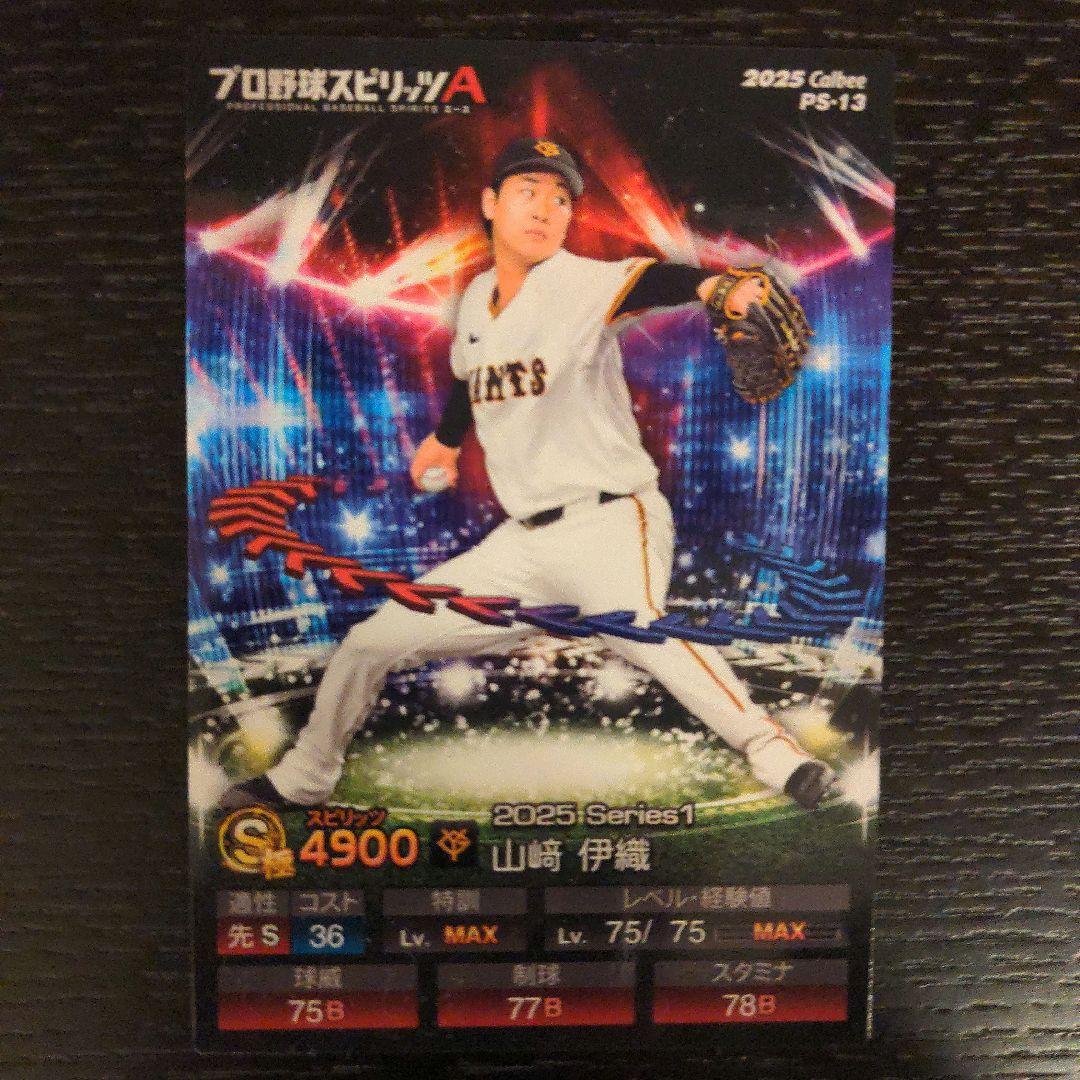 プロ野球スピリッツA
PROFESSIONAL BASEBALL SPIRITS エース
2025 Calbee
PS-13
GIANTS
2025 Series1
S極
スピリッツ
4900
山﨑 伊織
適性 コスト 特訓 レベル・経験値
先 S 36 Lv. MAX Lv. 75/ 75 MAX
球威 制球 スタミナ
75B 77B 78B